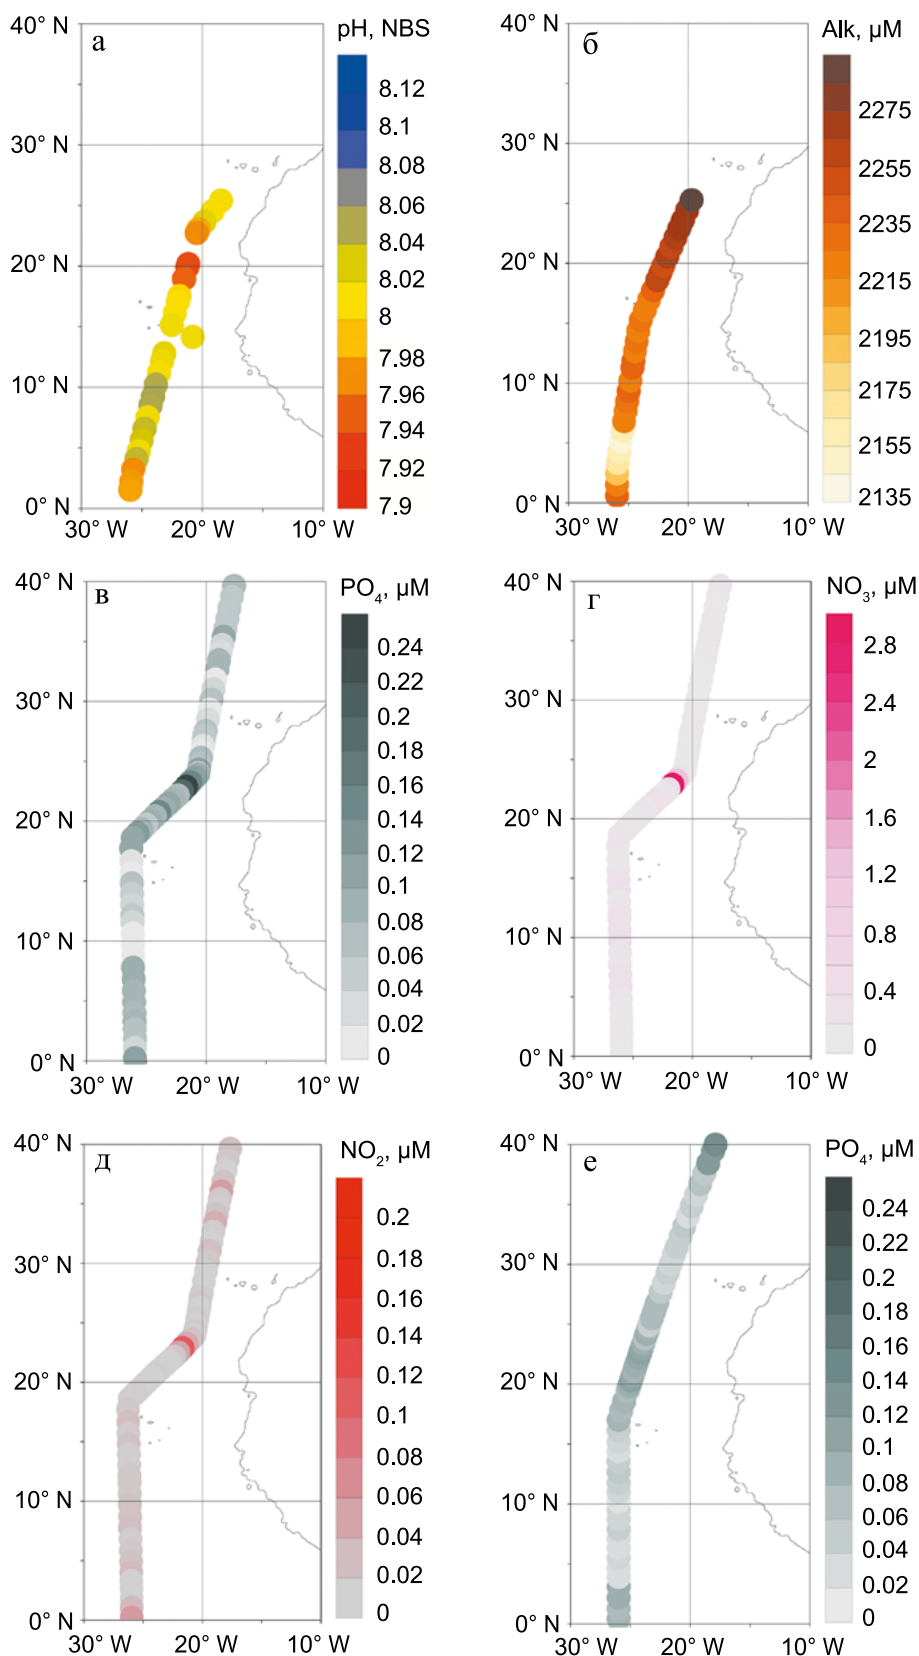 40° N
а
pH, NBS
30° N
20° N
10° N
0° N
30° W
20° W
10° W
8.12
8.1
8.08
8.06
8.04
8.02
8
7.98
7.96
7.94
7.92
7.9
40° N
б
Alk, µM
30° N
20° N
10° N
0° N
30° W
20° W
10° W
2275
2255
2235
2215
2195
2175
2155
2135
40° N
в
PO4, µM
30° N
20° N
10° N
0° N
30° W
20° W
10° W
0.24
0.22
0.2
0.18
0.16
0.14
0.12
0.1
0.08
0.06
0.04
0.02
0
40° N
г
NO3, µM
30° N
20° N
10° N
0° N
30° W
20° W
10° W
2.8
2.4
2
1.6
1.2
0.8
0.4
0
40° N
д
NO2, µM
30° N
20° N
10° N
0° N
30° W
20° W
10° W
0.2
0.18
0.16
0.14
0.12
0.1
0.08
0.06
0.04
0.02
0
40° N
е
PO4, µM
30° N
20° N
10° N
0° N
30° W
20° W
10° W
0.24
0.22
0.2
0.18
0.16
0.14
0.12
0.1
0.08
0.06
0.04
0.02
0